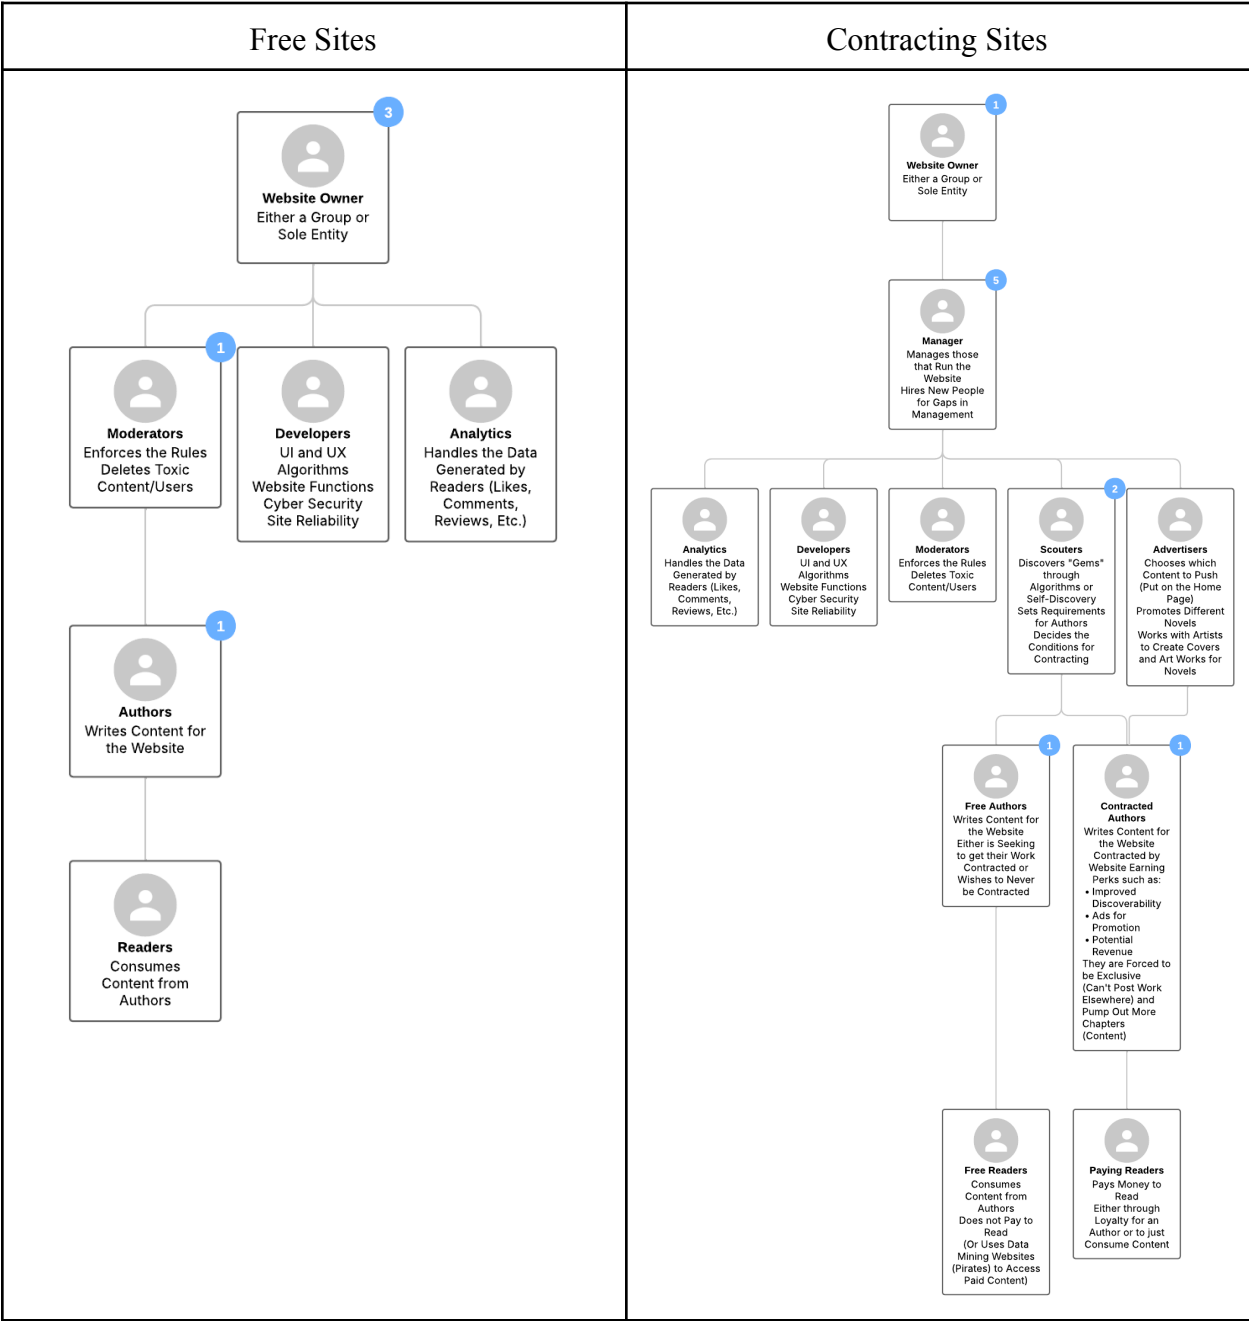 Free Sites
3
Website Owner
Either a Group or
Sole Entity
1
Moderators
Enforces the Rules
Deletes Toxic
Content/Users
Developers
UI and UX
Algorithms
Website Functions
Cyber Security
Site Reliability
Analytics
Handles the Data
Generated by
Readers (Likes,
Comments,
Reviews, Etc.)
1
Authors
Writes Content for
the Website
Readers
Consumes
Content from
Authors
Contracting Sites
1
Website Owner
Either a Group or
Sole Entity
5
Manager
Manages those
that Run the
Website
Hires New People
for Gaps in
Management
Analytics
Handles the Data
Generated by
Readers (Likes,
Comments,
Reviews, Etc.)
Developers
UI and UX
Algorithms
Website Functions
Cyber Security
Site Reliability
Moderators
Enforces the Rules
Deletes Toxic
Content/Users
2
Scouters
Discovers "Gems"
through
Algorithms or
Self-Discovery
Sets Requirements
for Authors
Decides the
Conditions for
Contracting
Advertisers
Chooses which
Content to Push
(Put on the Home
Page)
Promotes Different
Novels
Works with Artists
to Create Covers
and Art Works for
Novels
1
Free Authors
Writes Content for
the Website
Either is Seeking
to get their Work
Contracted or
Wishes to Never
be Contracted
1
Contracted
Authors
Writes Content for
the Website
Contracted by
Website Earning
Perks such as:
• Improved
Discoverability
• Ads for
Promotion
• Potential
Revenue
They are Forced to
be Exclusive
(Can't Post Work
Elsewhere) and
Pump Out More
Chapters
(Content)
Free Readers
Consumes
Content from
Authors
Does not Pay to
Read
(Or Uses Data
Mining Websites
(Pirates) to Access
Paid Content)
Paying Readers
Pays Money to
Read
Either through
Loyalty for an
Author or to just
Consume Content